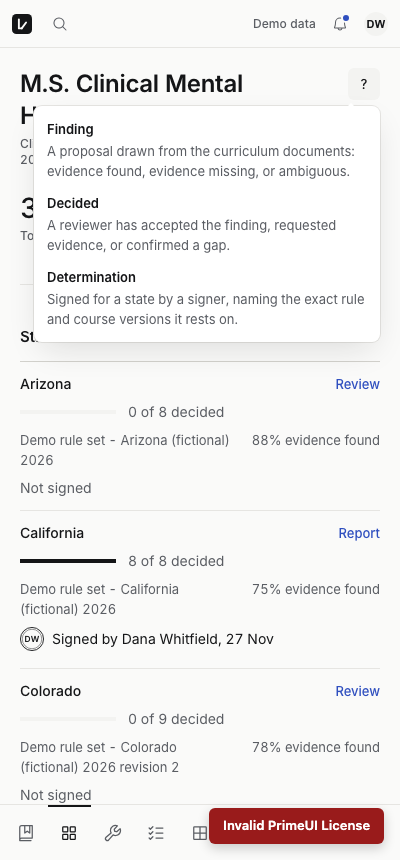 Demo data
DW
M.S. Clinical Mental
?
Finding
A proposal drawn from the curriculum documents:
evidence found, evidence missing, or ambiguous.
Decided
A reviewer has accepted the finding, requested
evidence, or confirmed a gap.
Determination
Signed for a state by a signer, naming the exact rule
and course versions it rests on.
Arizona
Review
0 of 8 decided
Demo rule set - Arizona (fictional)
2026
88% evidence found
Not signed
California
Report
8 of 8 decided
Demo rule set - California
(fictional) 2026
75% evidence found
DW
Signed by Dana Whitfield, 27 Nov
Colorado
Review
0 of 9 decided
Demo rule set - Colorado
(fictional) 2026 revision 2
78% evidence found
Not signed
Invalid PrimeUI License